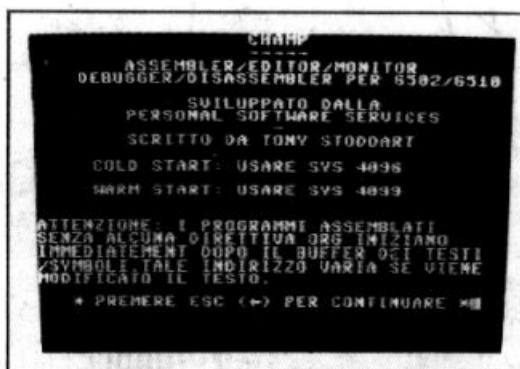 CHAMP
-----
ASSEMBLER/EDITOR/MONITOR
DEBUGGER/DISASSEMBLER PER 6502/6510
SVILUPPATO DALLA
PERSONAL SOFTWARE SERVICES
SCRITTO DA TONY STODDART
COLD START: USARE SYS 4096
WARM START: USARE SYS 4099
ATTENZIONE: I PROGRAMMI ASSEMBLATI
SENZA ALCUNA DIRETTIVA ORG INIZIANO
IMMEDIATEMENT DOPO IL BUFFER DEI TESTI
/SYMBOLI.TALE INDIRIZZO VARIA SE VIENE
MODIFICATO IL TESTO.
* PREMERE ESC (←) PER CONTINUARE *